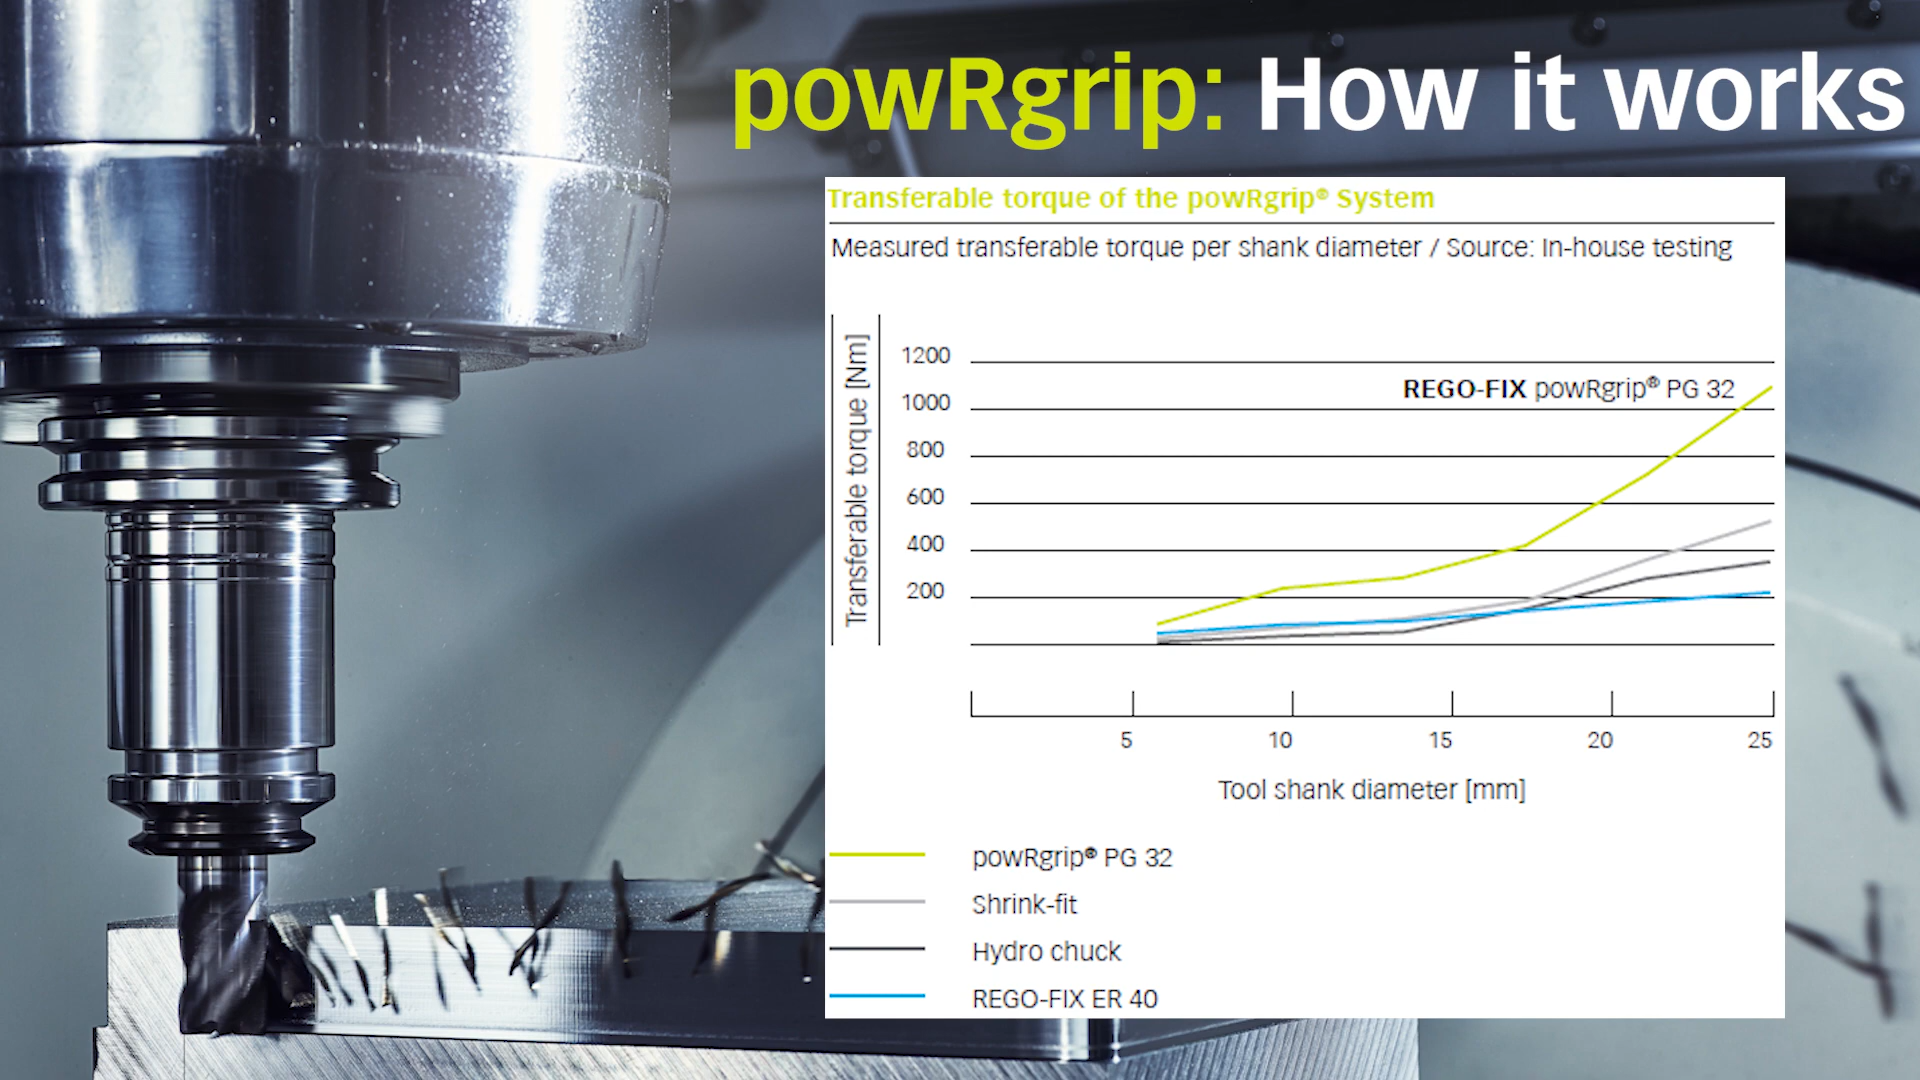 powRgrip: How it works
Transferable torque of the powRgrip® System
Measured transferable torque per shank diameter / Source: In-house testing
Transferable torque [Nm]
1200
1000
800
600
400
200
REGO-FIX powRgrip® PG 32
5 10 15 20 25
Tool shank diameter [mm]
powRgrip® PG 32
Shrink-fit
Hydro chuck
REGO-FIX ER 40